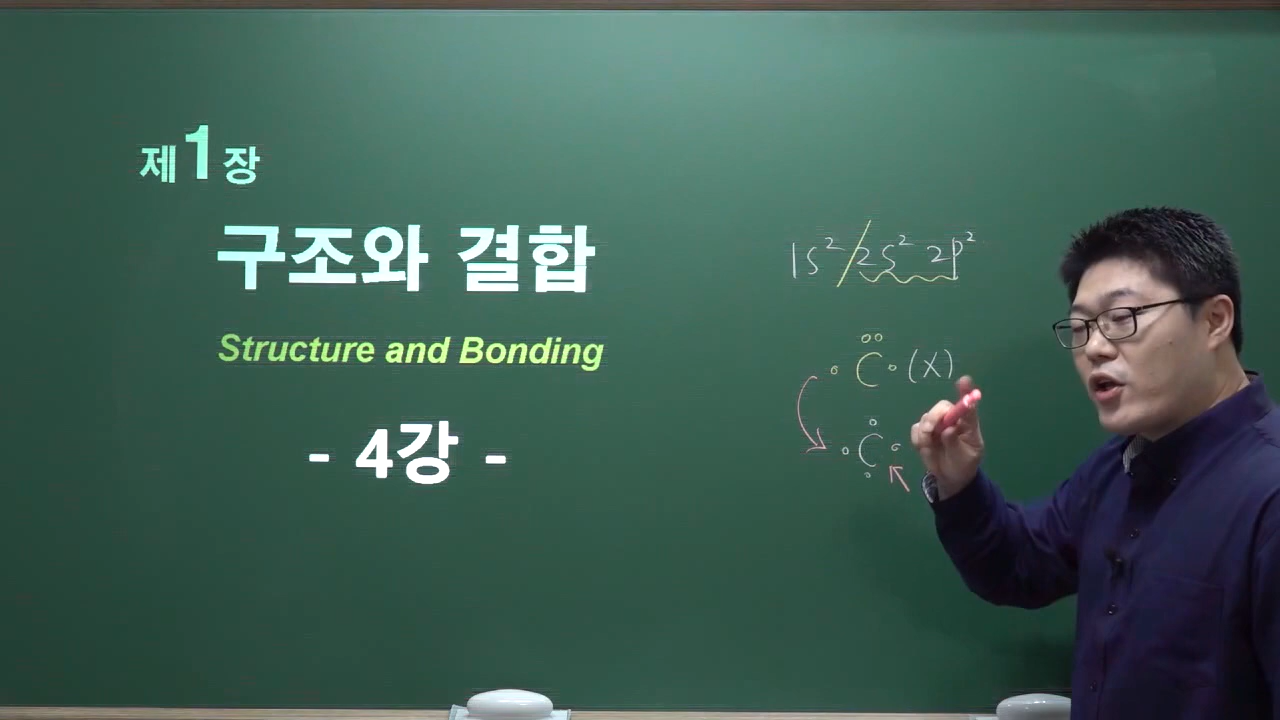 제1장
구조와 결합
Structure and Bonding
- 4강 -
1s² 2s² 2p²
C (X)
C